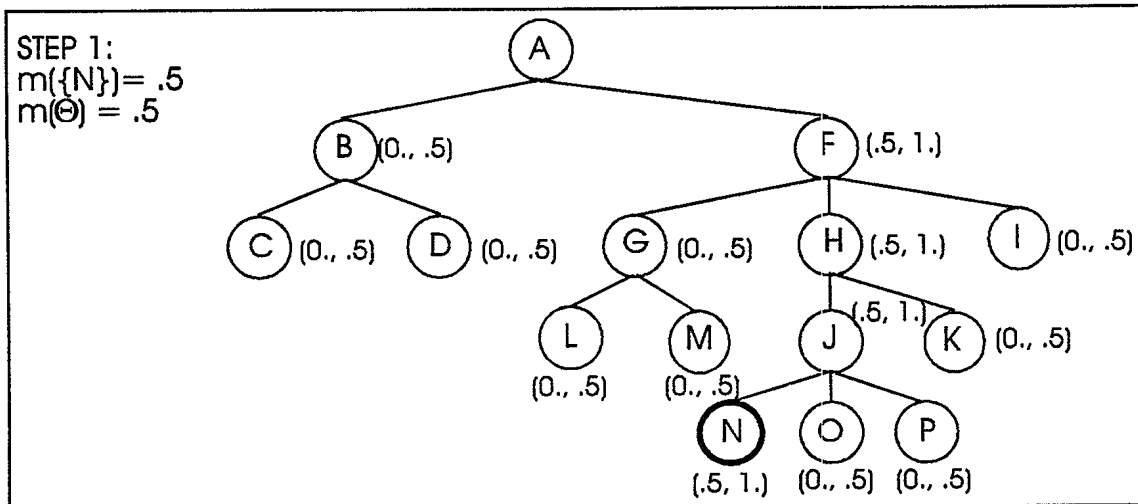 STEP 1:
m({N})= .5
m(Θ) = .5
A
B (0., .5)
F (.5, 1.)
C (0., .5)
D (0., .5)
G (0., .5)
H (.5, 1.)
I (0., .5)
L
M
J (.5, 1.)
K (0., .5)
(0., .5)
(0., .5)
N
O
P
(.5, 1.)
(0., .5)
(0., .5)